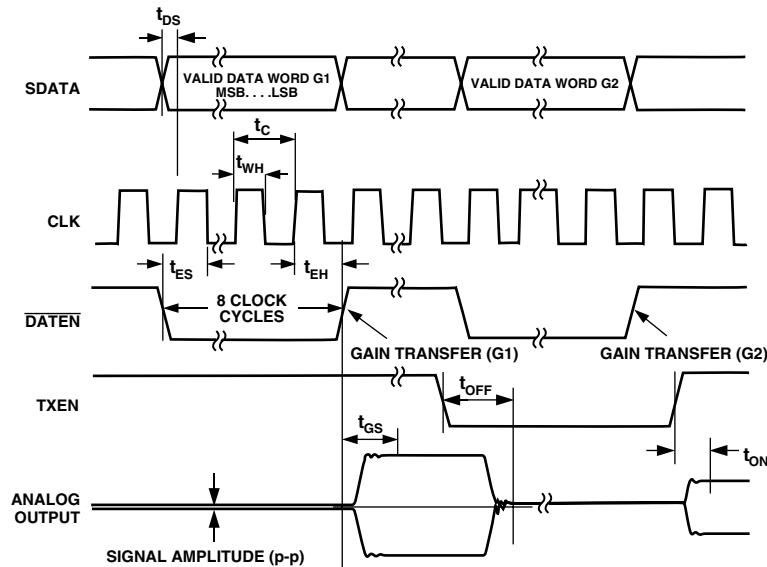 tDS
SDATA
VALID DATA WORD G1
MSB. . . .LSB
VALID DATA WORD G2
tC
tWH
CLK
tES
tEH
DATEN
8 CLOCK
CYCLES
GAIN TRANSFER (G1)
GAIN TRANSFER (G2)
TXEN
tOFF
tGS
tON
ANALOG
OUTPUT
SIGNAL AMPLITUDE (p-p)